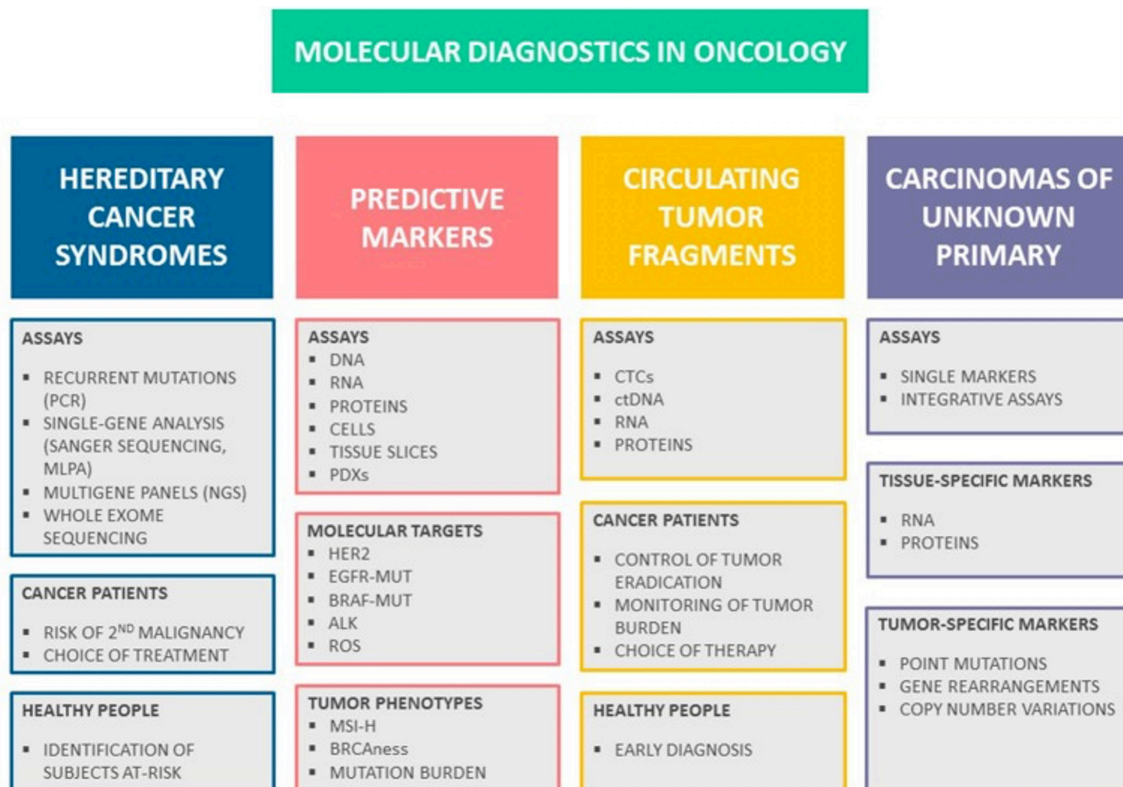 MOLECULAR DIAGNOSTICS IN ONCOLOGY
HEREDITARY
CANCER
SYNDROMES
ASSAYS
▪ RECURRENT MUTATIONS
(PCR)
▪ SINGLE-GENE ANALYSIS
(SANGER SEQUENCING,
MLPA)
▪ MULTIGENE PANELS (NGS)
▪ WHOLE EXOME
SEQUENCING
CANCER PATIENTS
▪ RISK OF 2ND MALIGNANCY
▪ CHOICE OF TREATMENT
HEALTHY PEOPLE
▪ IDENTIFICATION OF
SUBJECTS AT-RISK
PREDICTIVE
MARKERS
ASSAYS
▪ DNA
▪ RNA
▪ PROTEINS
▪ CELLS
▪ TISSUE SLICES
▪ PDXs
MOLECULAR TARGETS
▪ HER2
▪ EGFR-MUT
▪ BRAF-MUT
▪ ALK
▪ ROS
TUMOR PHENOTYPES
▪ MSI-H
▪ BRCAness
▪ MUTATION BURDEN
CIRCULATING
TUMOR
FRAGMENTS
ASSAYS
▪ CTCs
▪ ctDNA
▪ RNA
▪ PROTEINS
CANCER PATIENTS
▪ CONTROL OF TUMOR
ERADICATION
▪ MONITORING OF TUMOR
BURDEN
▪ CHOICE OF THERAPY
HEALTHY PEOPLE
▪ EARLY DIAGNOSIS
CARCINOMAS OF
UNKNOWN
PRIMARY
ASSAYS
▪ SINGLE MARKERS
▪ INTEGRATIVE ASSAYS
TISSUE-SPECIFIC MARKERS
▪ RNA
▪ PROTEINS
TUMOR-SPECIFIC MARKERS
▪ POINT MUTATIONS
▪ GENE REARRANGEMENTS
▪ COPY NUMBER VARIATIONS